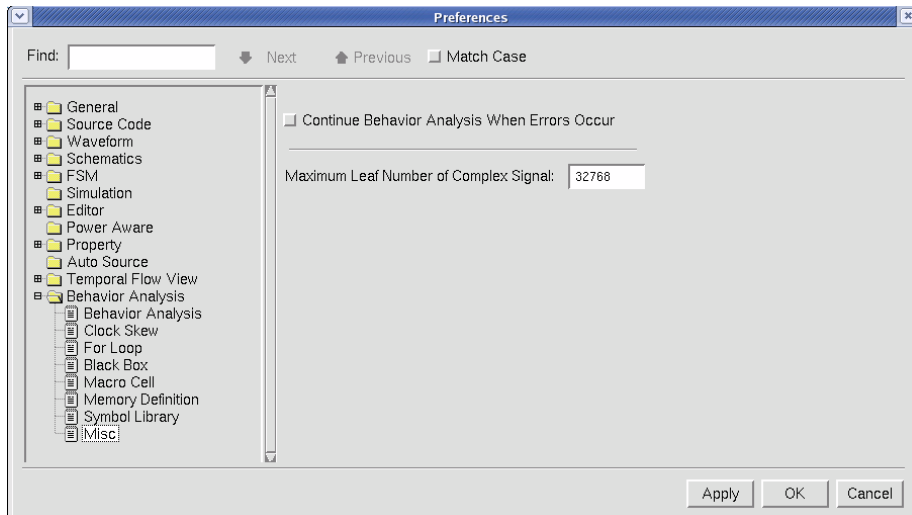 Preferences
Find: Next Previous Match Case
General
Source Code
Waveform
Schematics
FSM
Simulation
Editor
Power Aware
Property
Auto Source
Temporal Flow View
Behavior Analysis
Behavior Analysis
Clock Skew
For Loop
Black Box
Macro Cell
Memory Definition
Symbol Library
Misc
Continue Behavior Analysis When Errors Occur
Maximum Leaf Number of Complex Signal: 32768
Apply OK Cancel